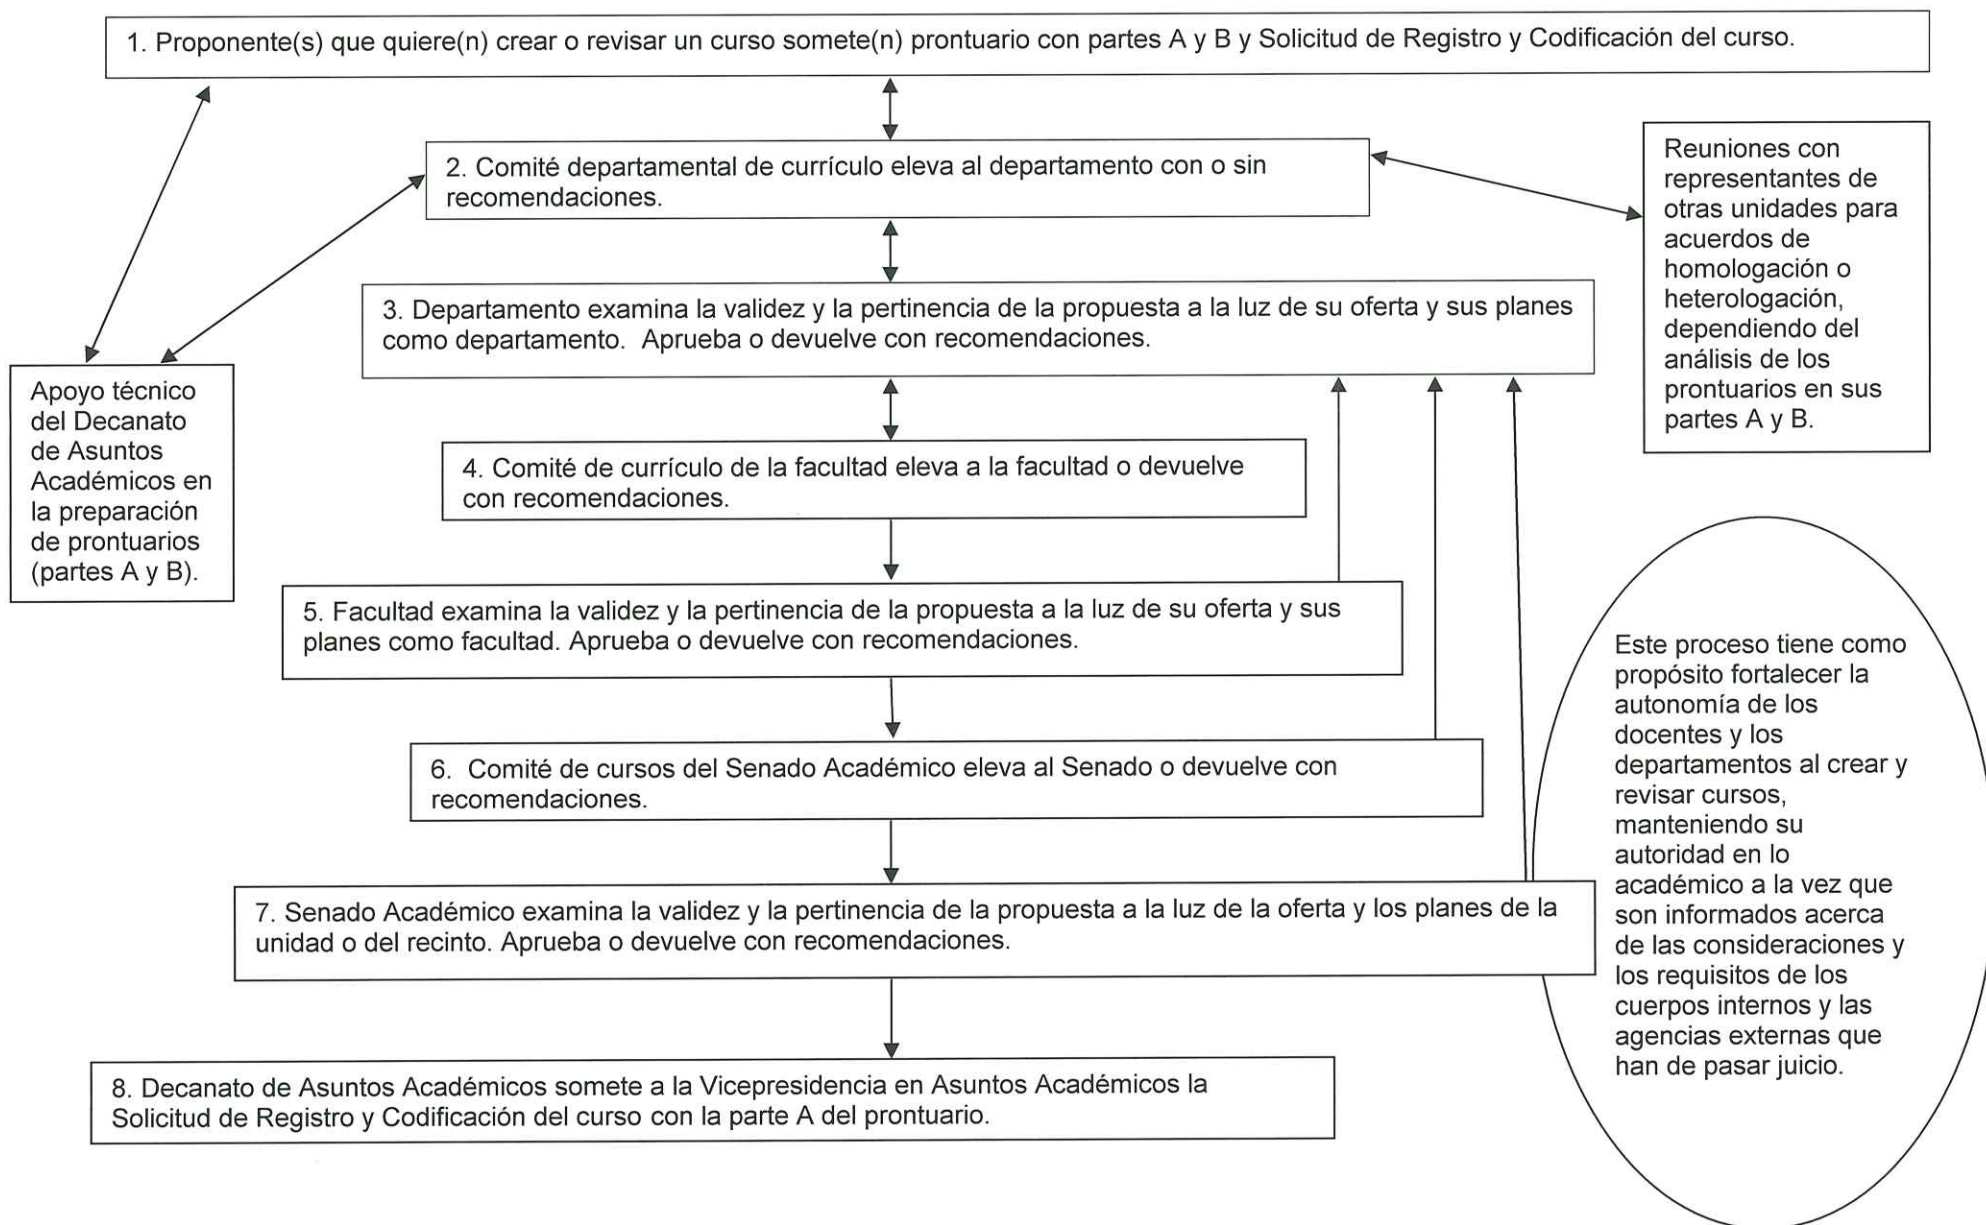 1. Proponente(s) que quiere(n) crear o revisar un curso somete(n) prontuario con partes A y B y Solicitud de Registro y Codificación del curso.
2. Comité departamental de currículo eleva al departamento con o sin
recomendaciones.
Reuniones con
representantes de
otras unidades para
acuerdos de
homologación o
heterologación,
dependiendo del
análisis de los
prontuarios en sus
partes A y B.
3. Departamento examina la validez y la pertinencia de la propuesta a la luz de su oferta y sus planes
como departamento.  Aprueba o devuelve con recomendaciones.
Apoyo técnico
del Decanato
de Asuntos
Académicos en
la preparación
de prontuarios
(partes A y B).
4. Comité de currículo de la facultad eleva a la facultad o devuelve
con recomendaciones.
5. Facultad examina la validez y la pertinencia de la propuesta a la luz de su oferta y sus
planes como facultad. Aprueba o devuelve con recomendaciones.
6.  Comité de cursos del Senado Académico eleva al Senado o devuelve con
recomendaciones.
7. Senado Académico examina la validez y la pertinencia de la propuesta a la luz de la oferta y los planes de la
unidad o del recinto. Aprueba o devuelve con recomendaciones.
8. Decanato de Asuntos Académicos somete a la Vicepresidencia en Asuntos Académicos la
Solicitud de Registro y Codificación del curso con la parte A del prontuario.
Este proceso tiene como
propósito fortalecer la
autonomía de los
docentes y los
departamentos al crear y
revisar cursos,
manteniendo su
autoridad en lo
académico a la vez que
son informados acerca
de las consideraciones y
los requisitos de los
cuerpos internos y las
agencias externas que
han de pasar juicio.